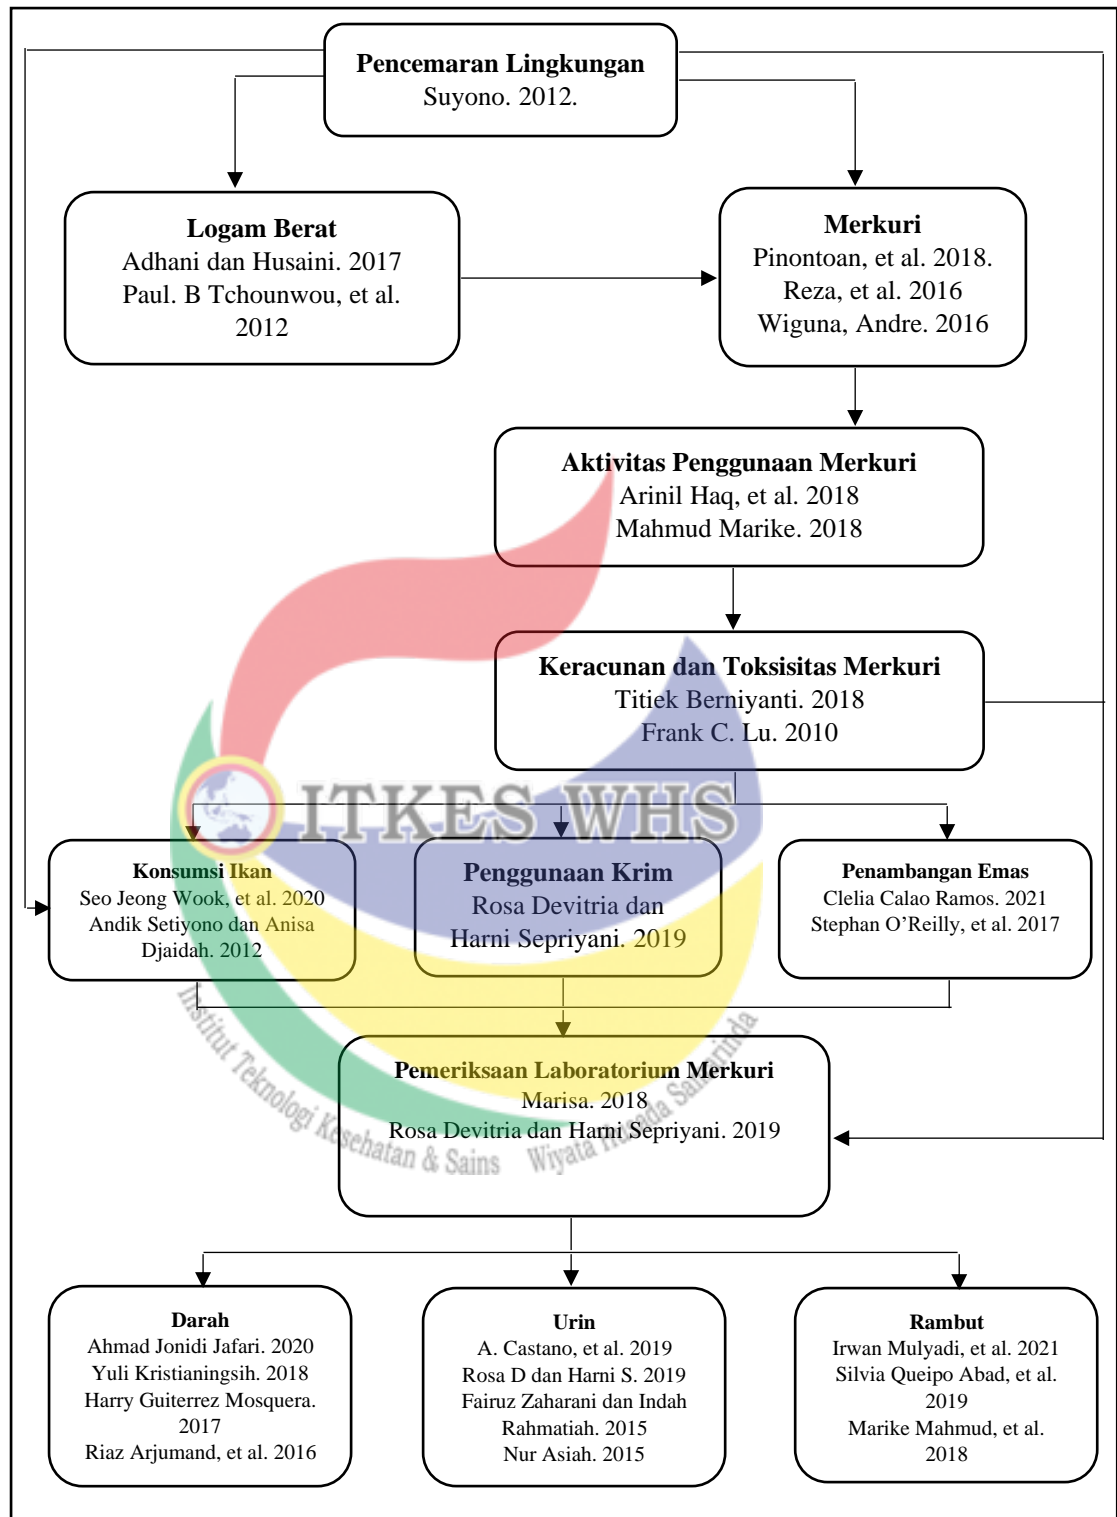 Pencemaran Lingkungan
Suyono. 2012.
Logam Berat
Adhani dan Husaini. 2017
Paul. B Tchounwou, et al.
2012
Merkuri
Pinontoan, et al. 2018.
Reza, et al. 2016
Wiguna, Andre. 2016
Aktivitas Penggunaan Merkuri
Arinil Haq, et al. 2018
Mahmud Marike. 2018
Keracunan dan Toksisitas Merkuri
Titiek Berniyanti. 2018
Frank C. Lu. 2010
ITKES WHS
Konsumsi Ikan
Seo Jeong Wook, et al. 2020
Andik Setiyono dan Anisa
Djaidah. 2012
Penggunaan Krim
Rosa Devitria dan
Harni Sepriyani. 2019
Penambangan Emas
Clelia Calao Ramos. 2021
Stephan O’Reilly, et al. 2017
Institut Teknologi Kesehatan & Sains Wiyata Husada Samarinda
Pemeriksaan Laboratorium Merkuri
Marisa. 2018
Rosa Devitria dan Harni Sepriyani. 2019
Darah
Ahmad Jonidi Jafari. 2020
Yuli Kristianingsih. 2018
Harry Guiterrez Mosquera.
2017
Riaz Arjumand, et al. 2016
Urin
A. Castano, et al. 2019
Rosa D dan Harni S. 2019
Fairuz Zaharani dan Indah
Rahmatiah. 2015
Nur Asiah. 2015
Rambut
Irwan Mulyadi, et al. 2021
Silvia Queipo Abad, et al.
2019
Marike Mahmud, et al.
2018